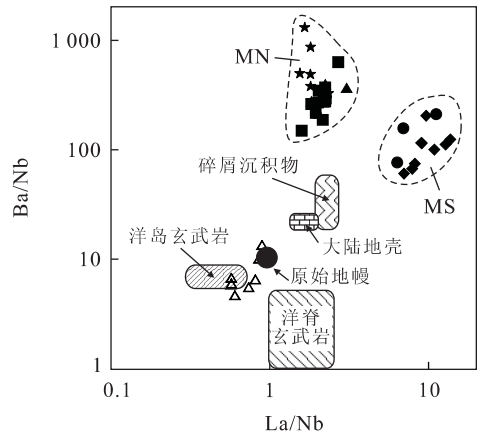 1 000
MN
100
碎屑沉积物
MS
洋岛玄武岩
大陆地壳
10
原始地幔
洋脊
玄武岩
1
0.1
1
10
Ba/Nb
La/Nb